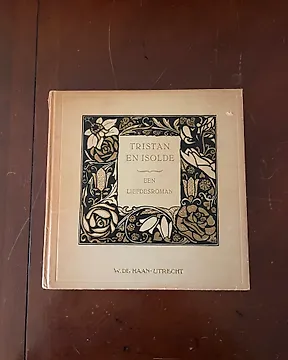 TRISTAN
EN ISOLDE
EEN
LIEFDESROMAN
W. DE HAAN-UTRECHT